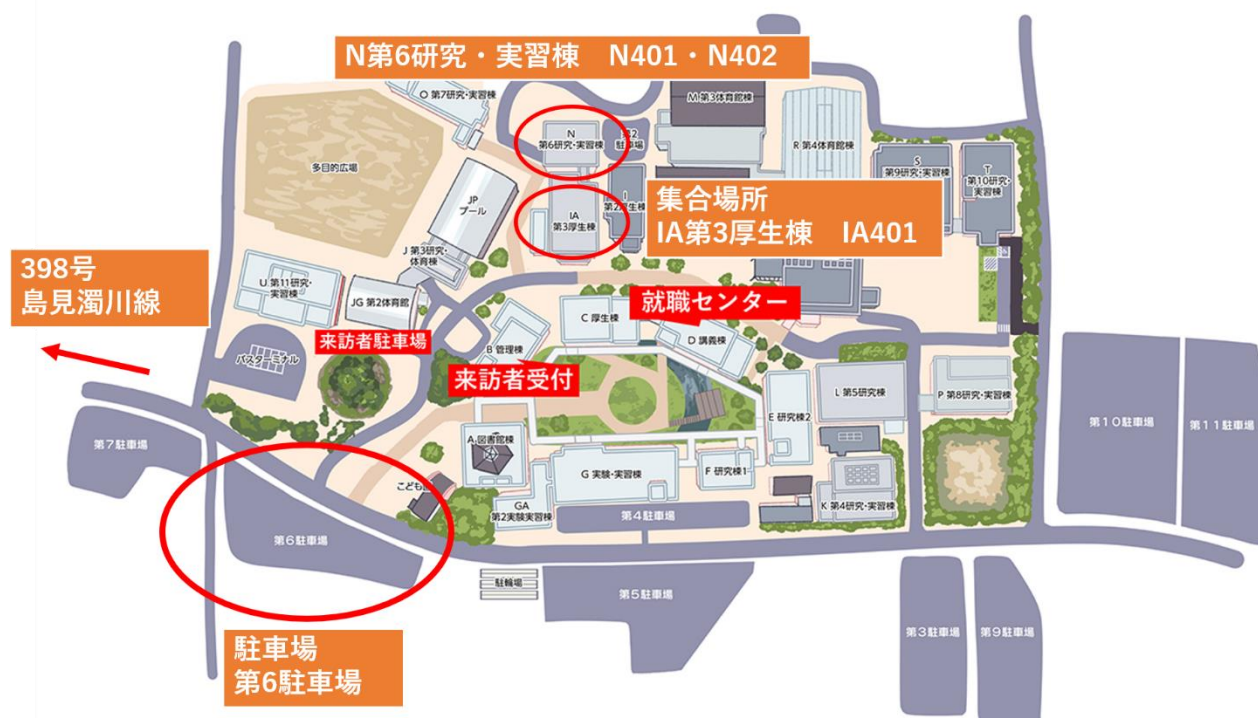 N第6研究・実習棟　N401・N402
O 第7研究・実習棟
M 第3体育館棟
N
第6研究・実習棟
駐車場
R 第4体育館棟
多目的広場
S
第9研究・実習棟
T
第10研究・
実習棟
JP
プール
IA
第3厚生棟
I
第2厚生棟
集合場所
IA第3厚生棟　IA401
J 第3研究・
体育棟
398号
島見濁川線
U 第11研究・
実習棟
JG 第2体育館
C 厚生棟
就職センター
D 講義棟
来訪者駐車場
B 管理棟
バスターミナル
来訪者受付
L 第5研究棟
P 第8研究・実習棟
E 研究棟2
第10駐車場
第11駐車場
第7駐車場
A 図書館棟
G 実験・実習棟
F 研究棟1
こども
GA
第2実験実習棟
第4駐車場
K 第4研究・実習棟
第6駐車場
駐輪場
第5駐車場
第3駐車場
第9駐車場
駐車場
第6駐車場